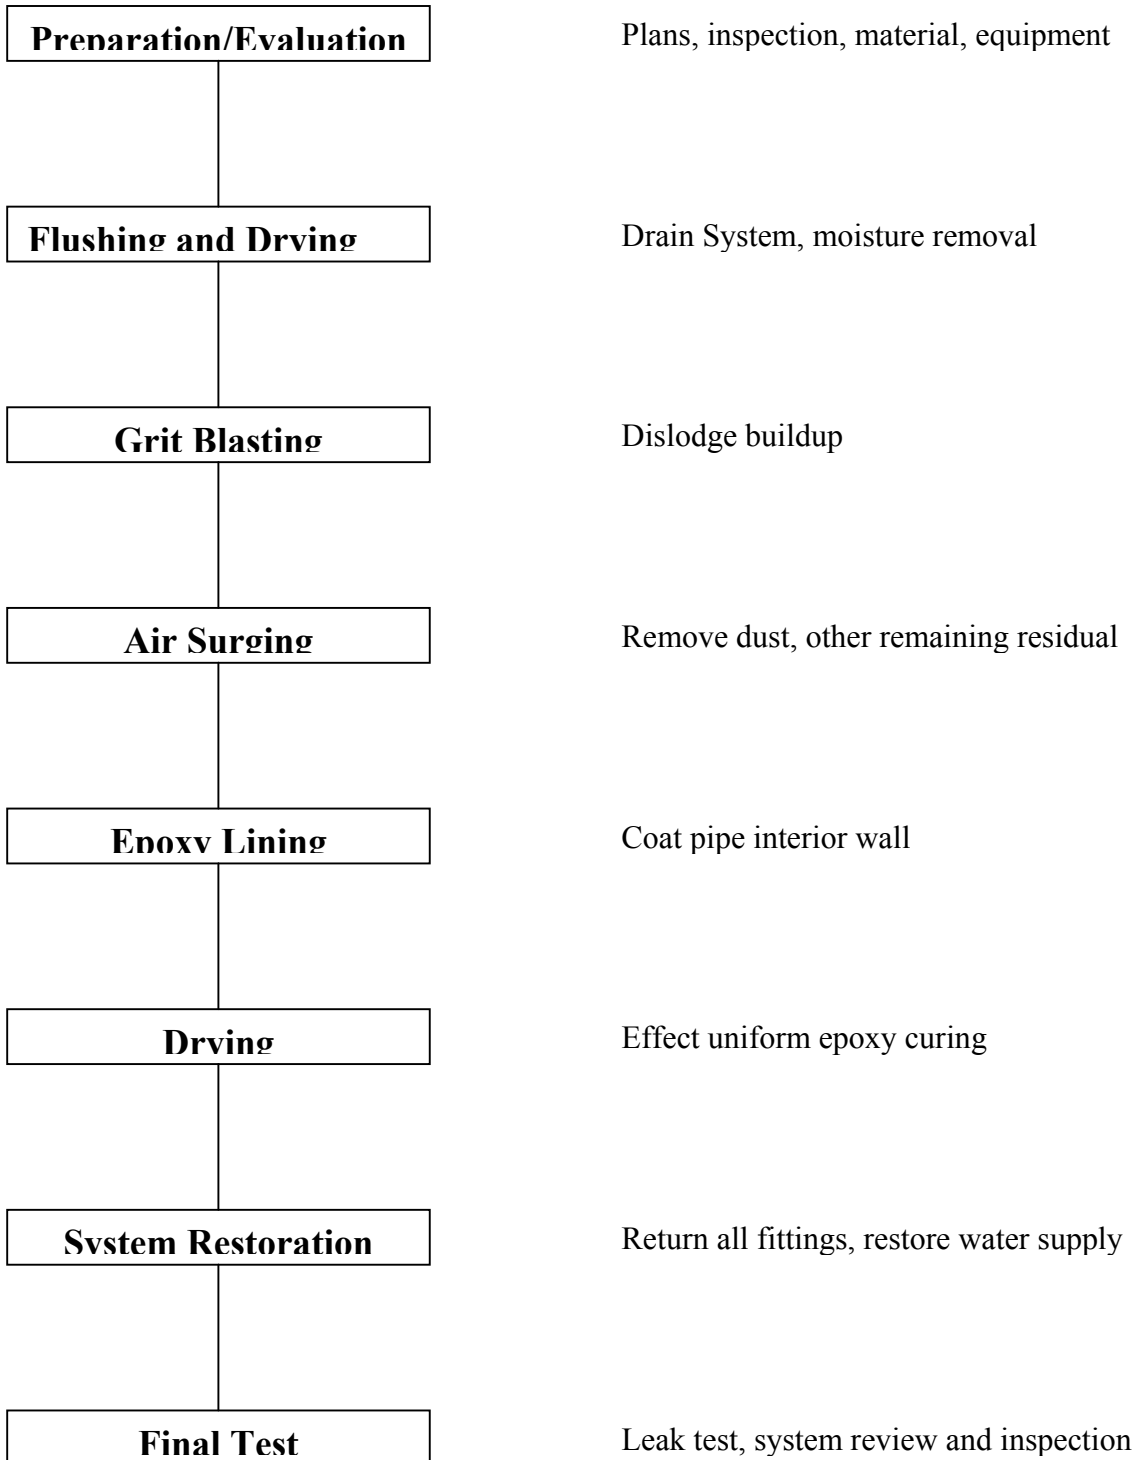 Preparation/Evaluation
Plans, inspection, material, equipment
Flushing and Drying
Drain System, moisture removal
Grit Blasting
Dislodge buildup
Air Surging
Remove dust, other remaining residual
Epoxy Lining
Coat pipe interior wall
Drying
Effect uniform epoxy curing
System Restoration
Return all fittings, restore water supply
Final Test
Leak test, system review and inspection